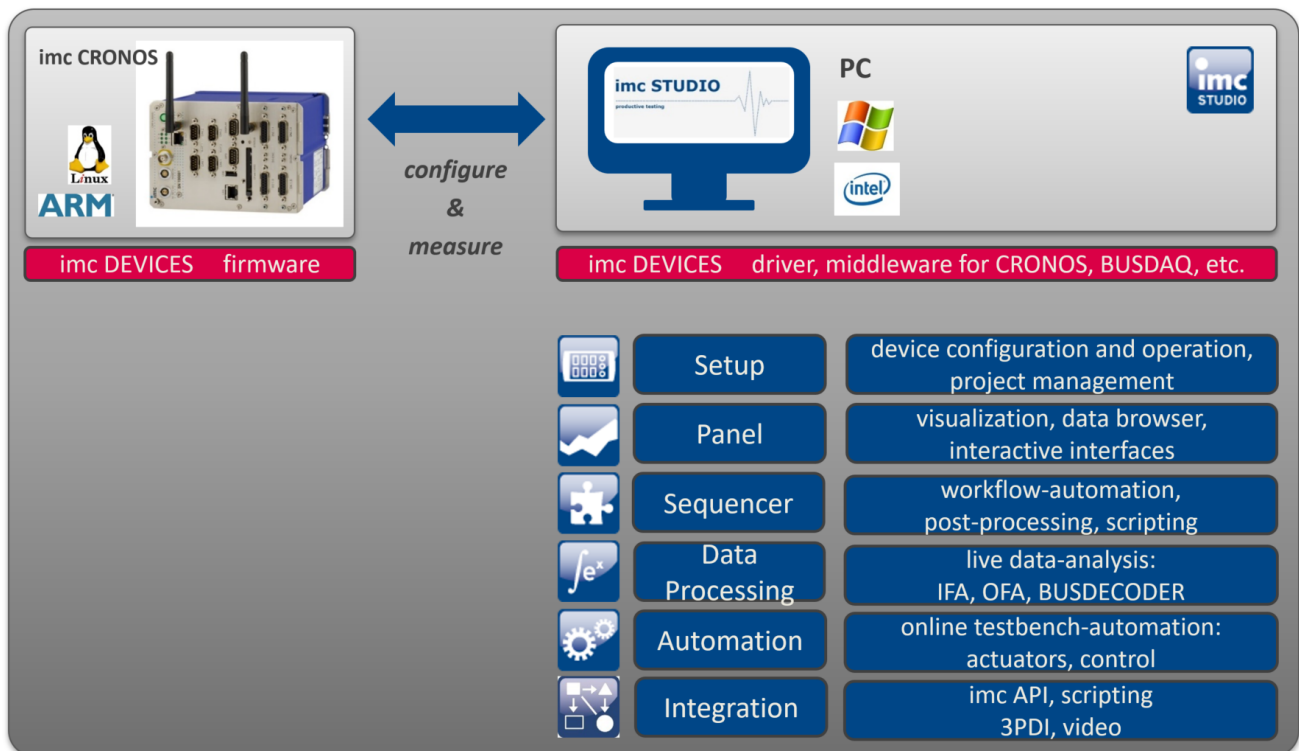 imc CRONOS
Linux
ARM
configure
&
measure
imc STUDIO
productive testing
PC
intel
imc
STUDIO
imc DEVICES firmware
imc DEVICES driver, middleware for CRONOS, BUSDAQ, etc.
Setup
device configuration and operation,
project management
Panel
visualization, data browser,
interactive interfaces
Sequencer
workflow-automation,
post-processing, scripting
∫eˣ
Data
Processing
live data-analysis:
IFA, OFA, BUSDECODER
Automation
online testbench-automation:
actuators, control
Integration
imc API, scripting
3PDI, video